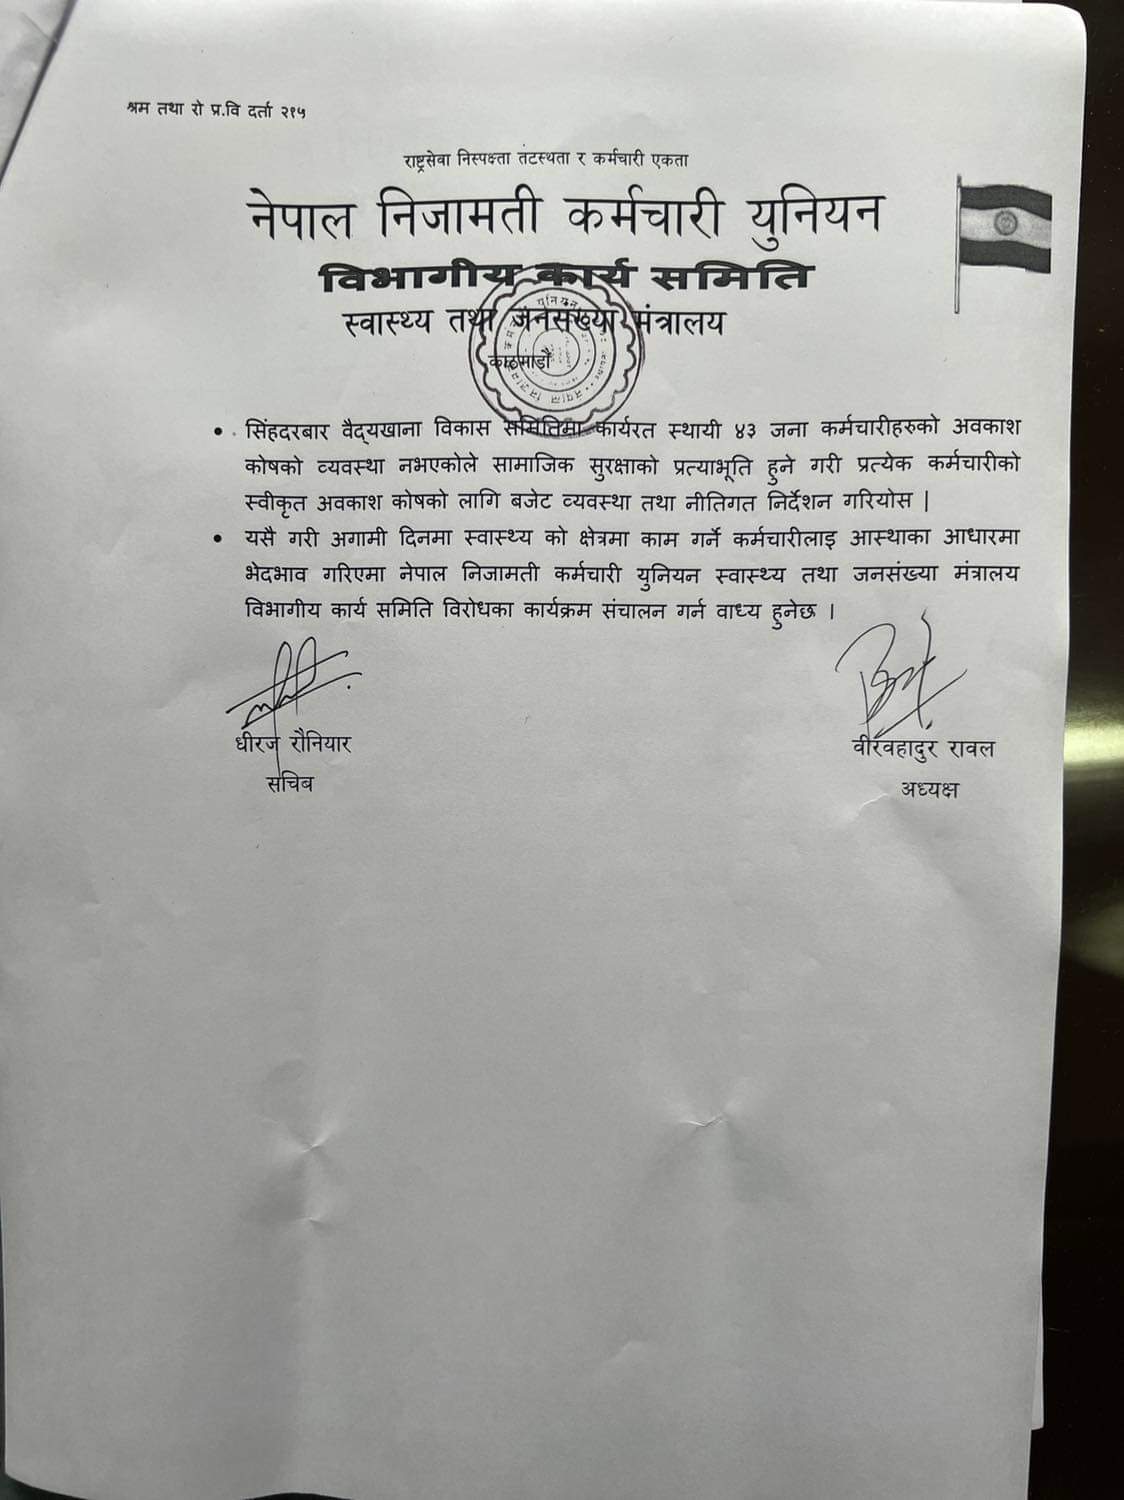 श्रम तथा रो प्र.वि दर्ता २१५
राष्ट्रसेवा निस्पक्ष्ता तटस्थता र कर्मचारी एकता
नेपाल निजामती कर्मचारी युनियन
विभागीय कार्य समिति
स्वास्थ्य तथा जनसंख्या मंत्रालय
काठमाडौं
• सिंहदरबार वैद्यखाना विकास समितिमा कार्यरत स्थायी ४३ जना कर्मचारीहरुको अवकाश
कोषको व्यवस्था नभएकोले सामाजिक सुरक्षाको प्रत्याभूति हुने गरी प्रत्येक कर्मचारीको
स्वीकृत अवकाश कोषको लागि बजेट व्यवस्था तथा नीतिगत निर्देशन गरियोस |
• यसै गरी अगामी दिनमा स्वास्थ्य को क्षेत्रमा काम गर्ने कर्मचारीलाइ आस्थाका आधारमा
भेदभाव गरिएमा नेपाल निजामती कर्मचारी युनियन स्वास्थ्य तथा जनसंख्या मंत्रालय
विभागीय कार्य समिति विरोधका कार्यक्रम संचालन गर्न वाध्य हुनेछ ।
धीरज रौनियार
वीरवहादुर रावल
सचिब
अध्यक्ष